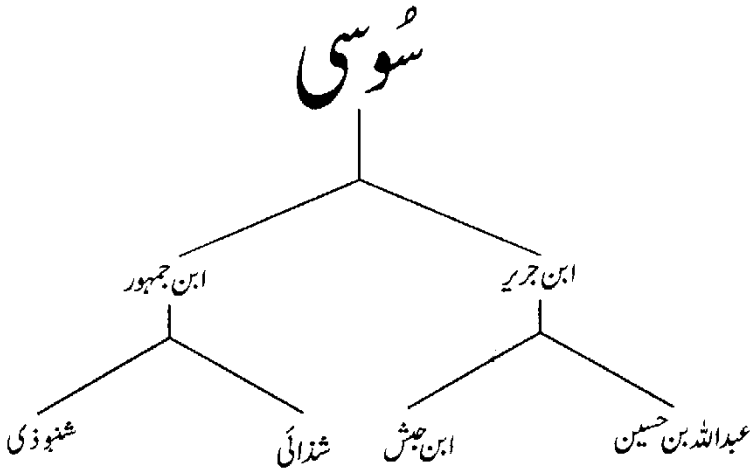 سُوسی
ابن جریر
ابن جمہور
عبداللہ بن حسین
ابن حبش
شذائی
شنبوذی